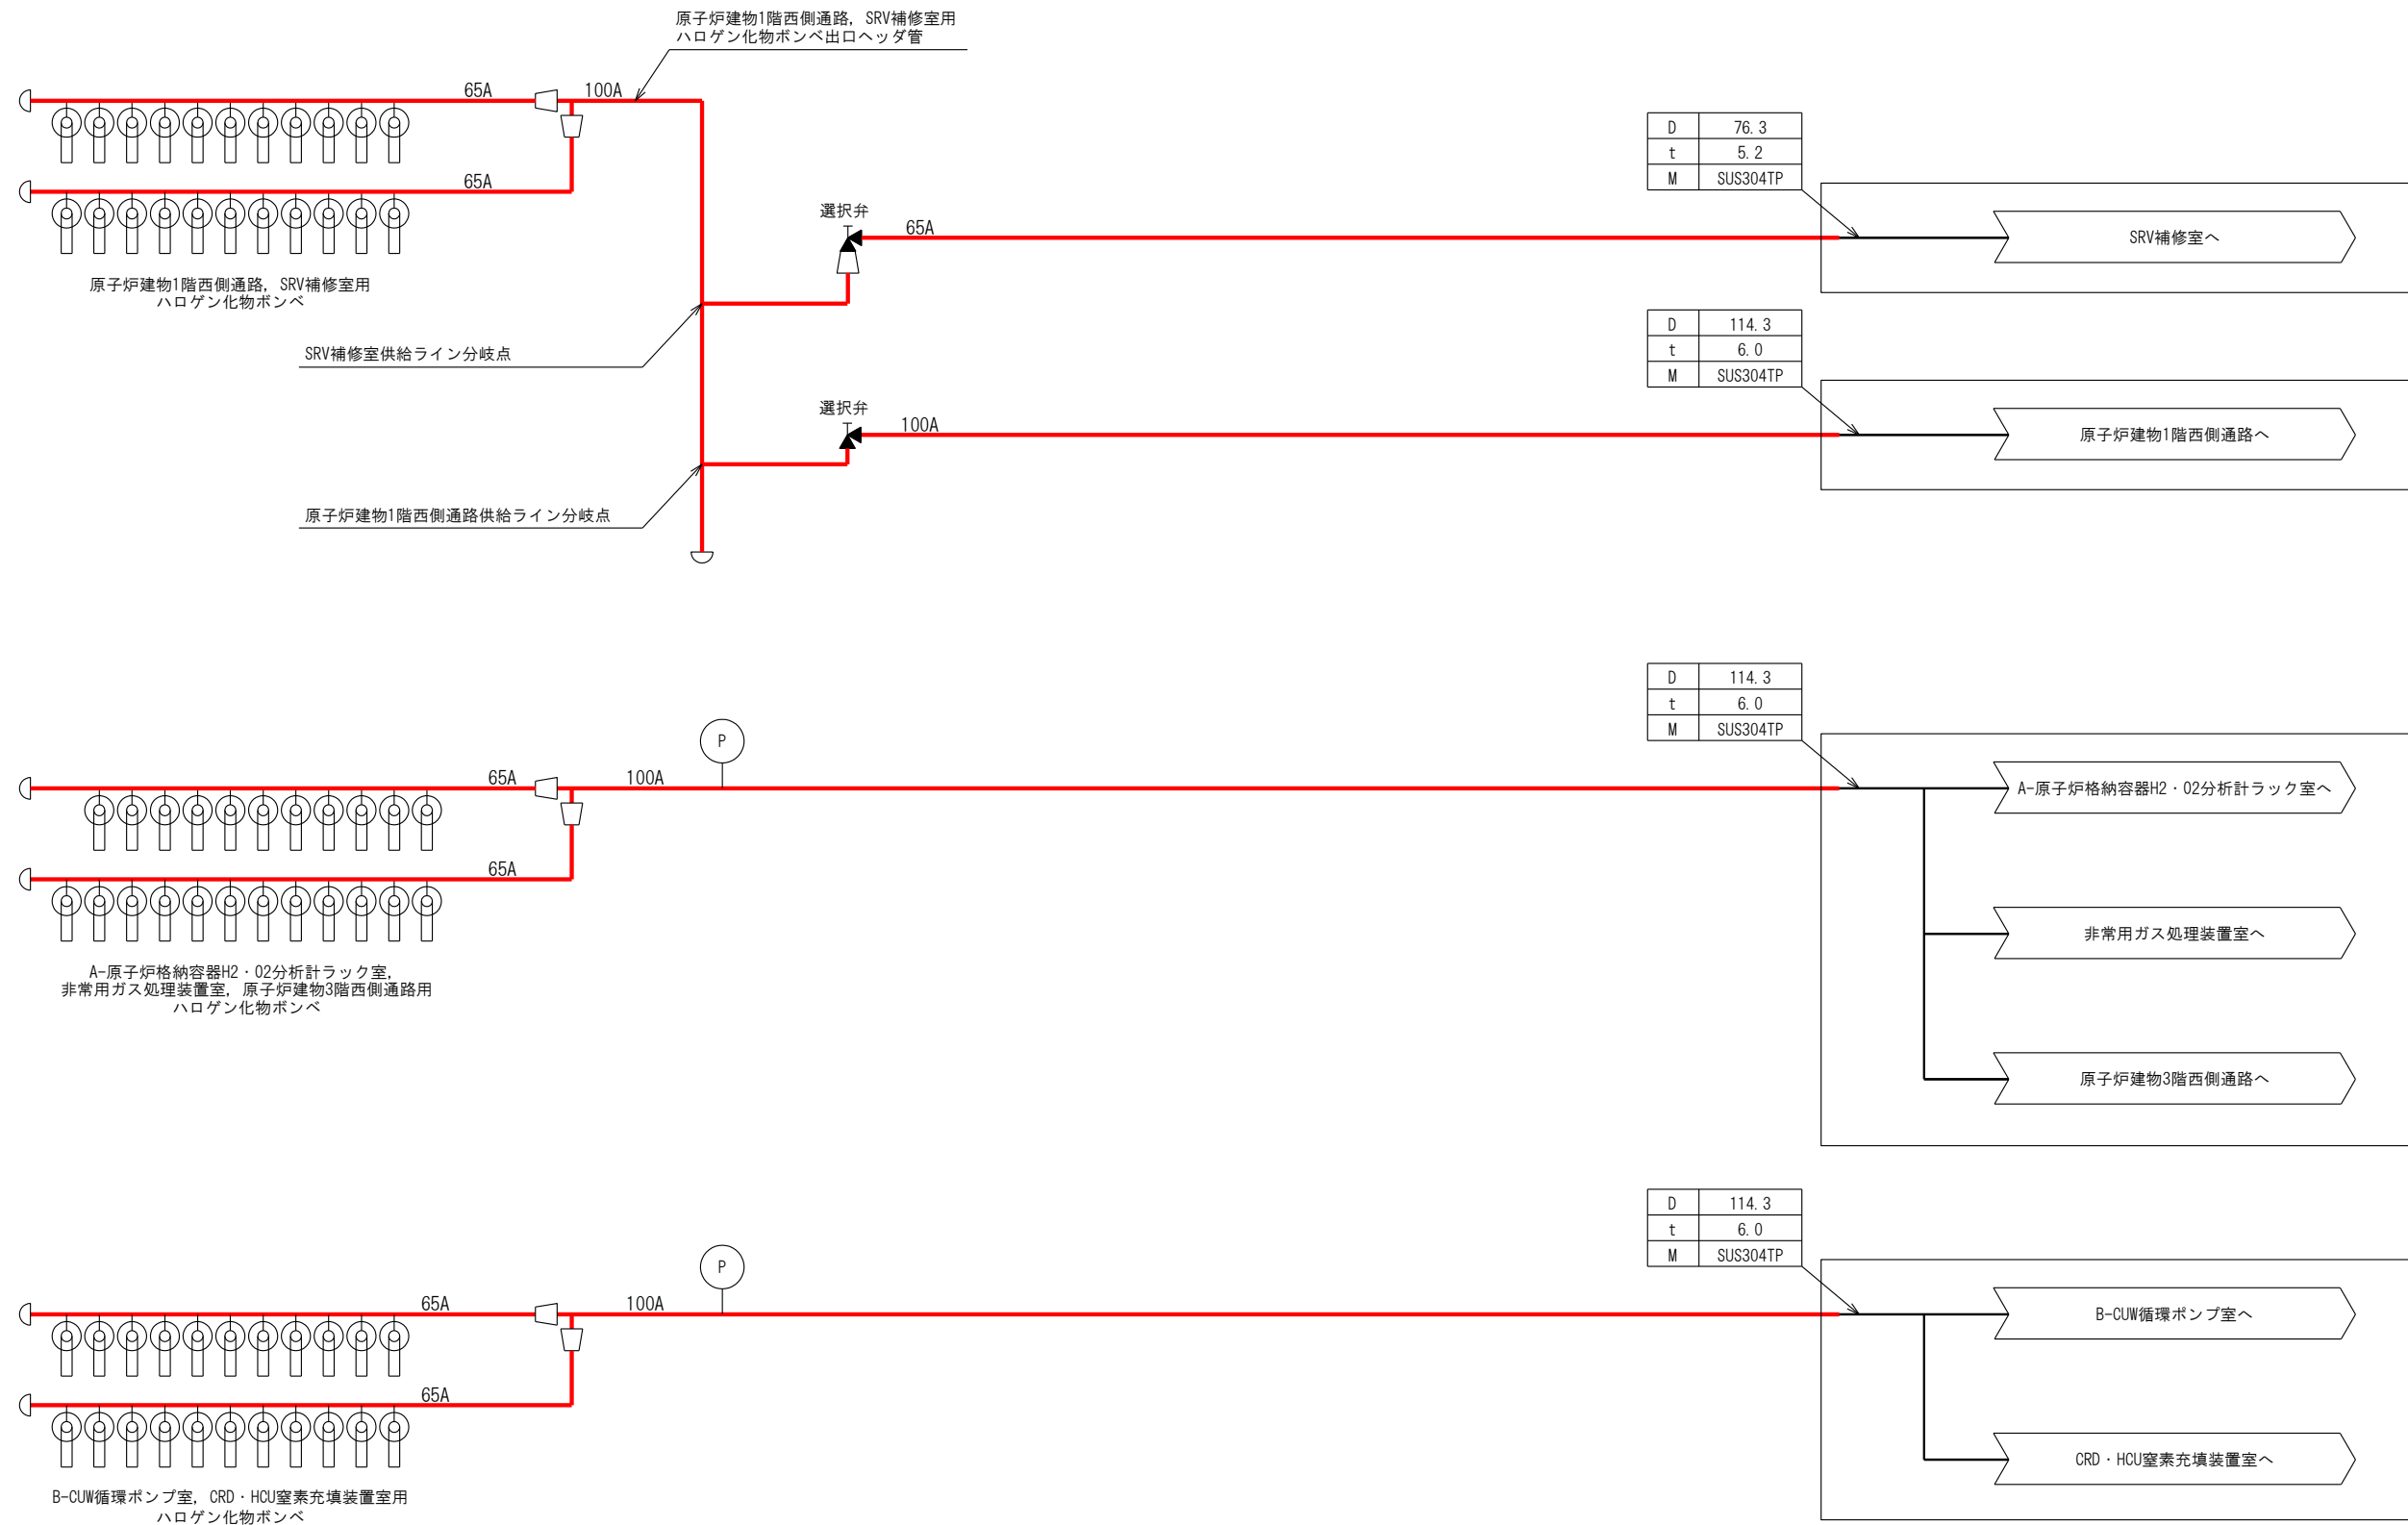 原子炉建物1階西側通路, SRV補修室用
ハロゲン化物ボンベ出口ヘッダ管
65A
100A
65A
原子炉建物1階西側通路, SRV補修室用
ハロゲン化物ボンベ
選択弁
65A
D 76.3
t 5.2
M SUS304TP
SRV補修室へ
SRV補修室供給ライン分岐点
選択弁
100A
D 114.3
t 6.0
M SUS304TP
原子炉建物1階西側通路へ
原子炉建物1階西側通路供給ライン分岐点
65A
100A
P
65A
A-原子炉格納容器H2・O2分析計ラック室,
非常用ガス処理装置室, 原子炉建物3階西側通路用
ハロゲン化物ボンベ
D 114.3
t 6.0
M SUS304TP
A-原子炉格納容器H2・O2分析計ラック室へ
非常用ガス処理装置室へ
原子炉建物3階西側通路へ
65A
100A
P
65A
B-CUW循環ポンプ室, CRD・HCU窒素充填装置室用
ハロゲン化物ボンベ
D 114.3
t 6.0
M SUS304TP
B-CUW循環ポンプ室へ
CRD・HCU窒素充填装置室へ